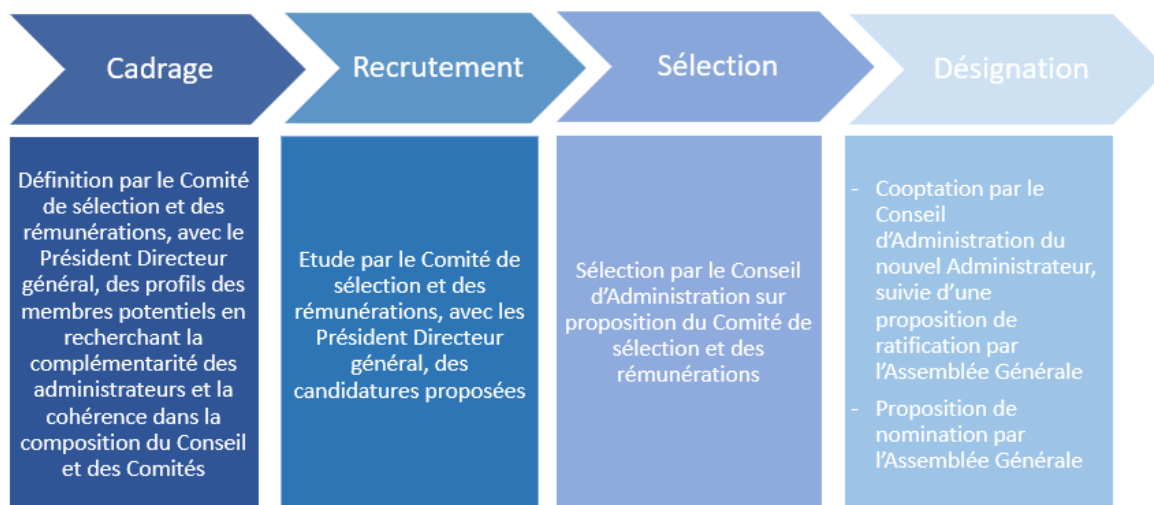 Cadrage
Recrutement
Sélection
Désignation
Définition par le Comité
de sélection et des
rémunérations, avec le
Président Directeur
général, des profils des
membres potentiels en
recherchant la
complémentarité des
administrateurs et la
cohérence dans la
composition du Conseil
et des Comités
Etude par le Comité de
sélection et des
rémunérations, avec les
Président Directeur
général, des
candidatures proposées
Sélection par le Conseil
d'Administration sur
proposition du Comité de
sélection et des
rémunérations
- Cooptation par le
Conseil
d'Administration du
nouvel Administrateur,
suivie d'une
proposition de
ratification par
l'Assemblée Générale
- Proposition de
nomination par
l'Assemblée Générale